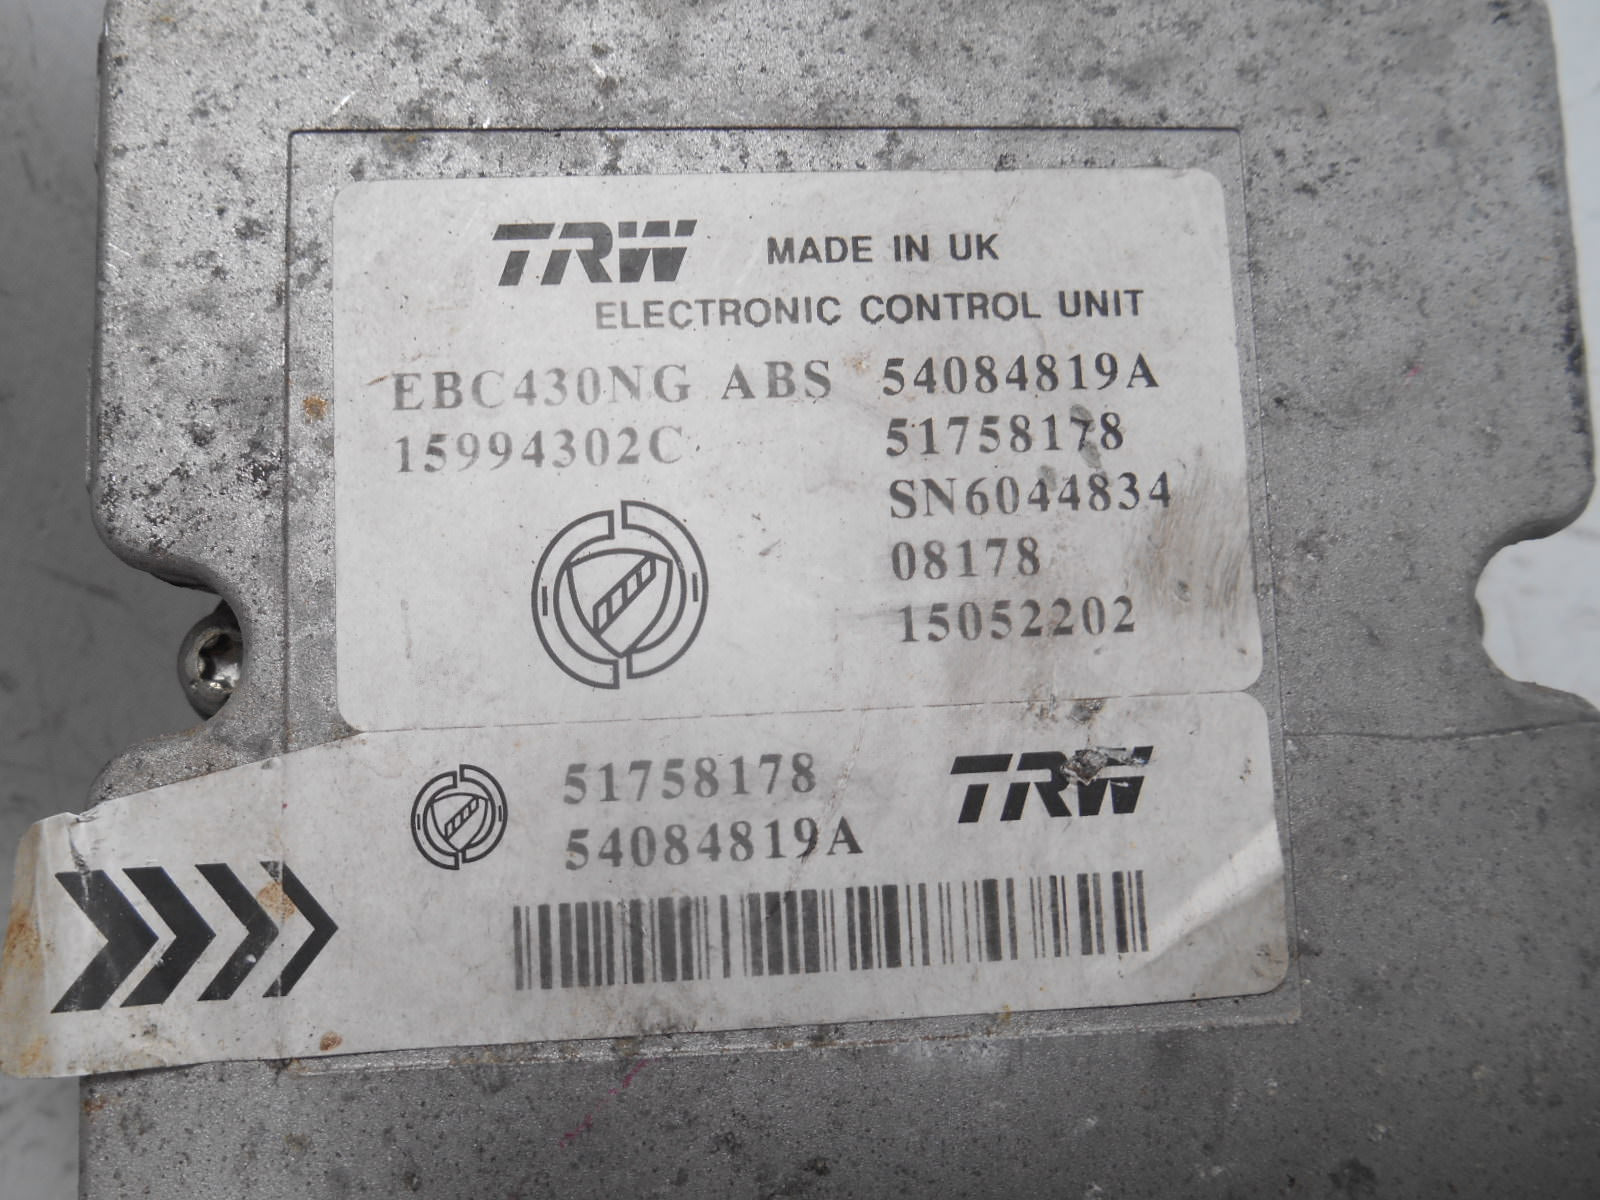 TRW MADE IN UK
ELECTRONIC CONTROL UNIT
EBC430NG ABS 54084819A
15994302C 51758178
SN6044834
08178
15052202
51758178 TRW
54084819A